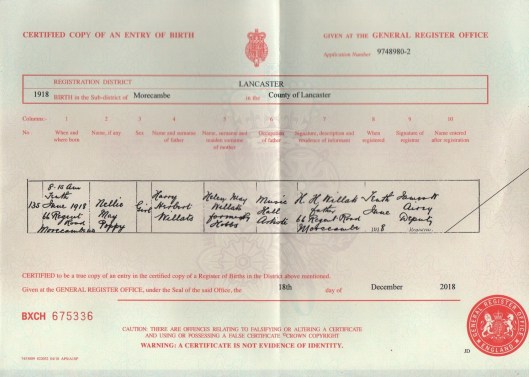 CERTIFIED COPY OF AN ENTRY OF BIRTH
GIVEN AT THE GENERAL REGISTER OFFICE
Application Number 9748980-2
REGISTRATION DISTRICT LANCASTER
1918 BIRTH in the Sub-district of Morecambe in the County of Lancaster
Columns:- 1 2 3 4 5 6 7 8 9 10
No. When and where born Name, if any Sex Name and surname of father Name, surname and maiden surname of mother Occupation of father Signature, description and residence of informant When registered Signature of registrar Name entered after registration
8-15 Am Nellie Harry Helen May Music H. H. Willats Tenth
135 Tenth June 1918 May Girl Herbert Willats Hall father June Airey
66 Regent Road Poppy Willats formerly Artiste 66 Regent Road 1918 Deputy
Morecambe Hobbs Morecambe Registrar
CERTIFIED to be a true copy of an entry in the certified copy of a Register of Births in the District above mentioned.
Given at the GENERAL REGISTER OFFICE, under the Seal of the said Office, the 18th day of December 2018
BXCH 675336
CAUTION: THERE ARE OFFENCES RELATING TO FALSIFYING OR ALTERING A CERTIFICATE
AND USING OR POSSESSING A FALSE CERTIFICATE ©CROWN COPYRIGHT
WARNING: A CERTIFICATE IS NOT EVIDENCE OF IDENTITY.
GENERAL REGISTER OFFICE
ENGLAND